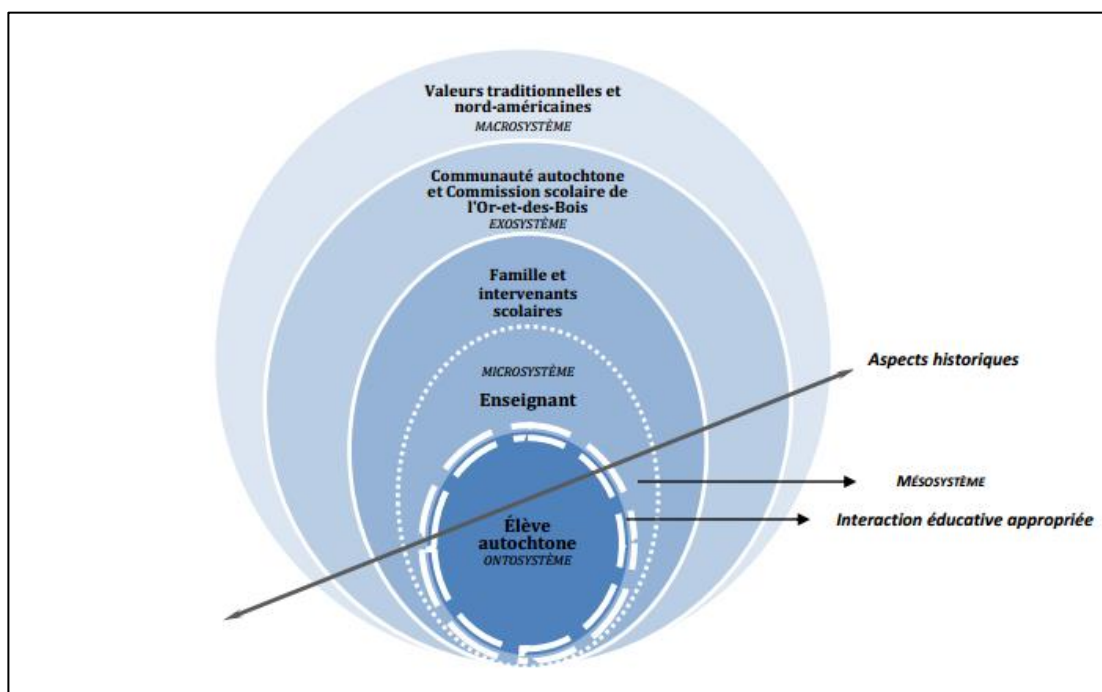 Valeurs traditionnelles et
nord-américaines
MACROSYSTÈME
Communauté autochtone
et Commission scolaire de
l'Or-et-des-Bois
EXOSYSTÈME
Famille et
intervenants
scolaires
MICROSYSTÈME
Enseignant
Élève
autochtone
ONTOSYSTÈME
Aspects historiques
MÉSOSYSTÈME
Interaction éducative appropriée